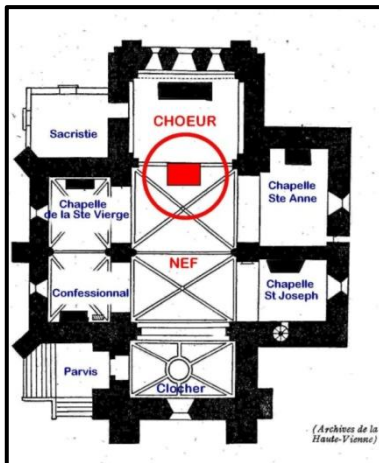 CHOEUR
Sacristie
Chapelle
de la Ste Vierge
Chapelle
Ste Anne
NEF
Confessionnal
Chapelle
St Joseph
Parvis
Clocher
(Archives de la
Haute-Vienne)